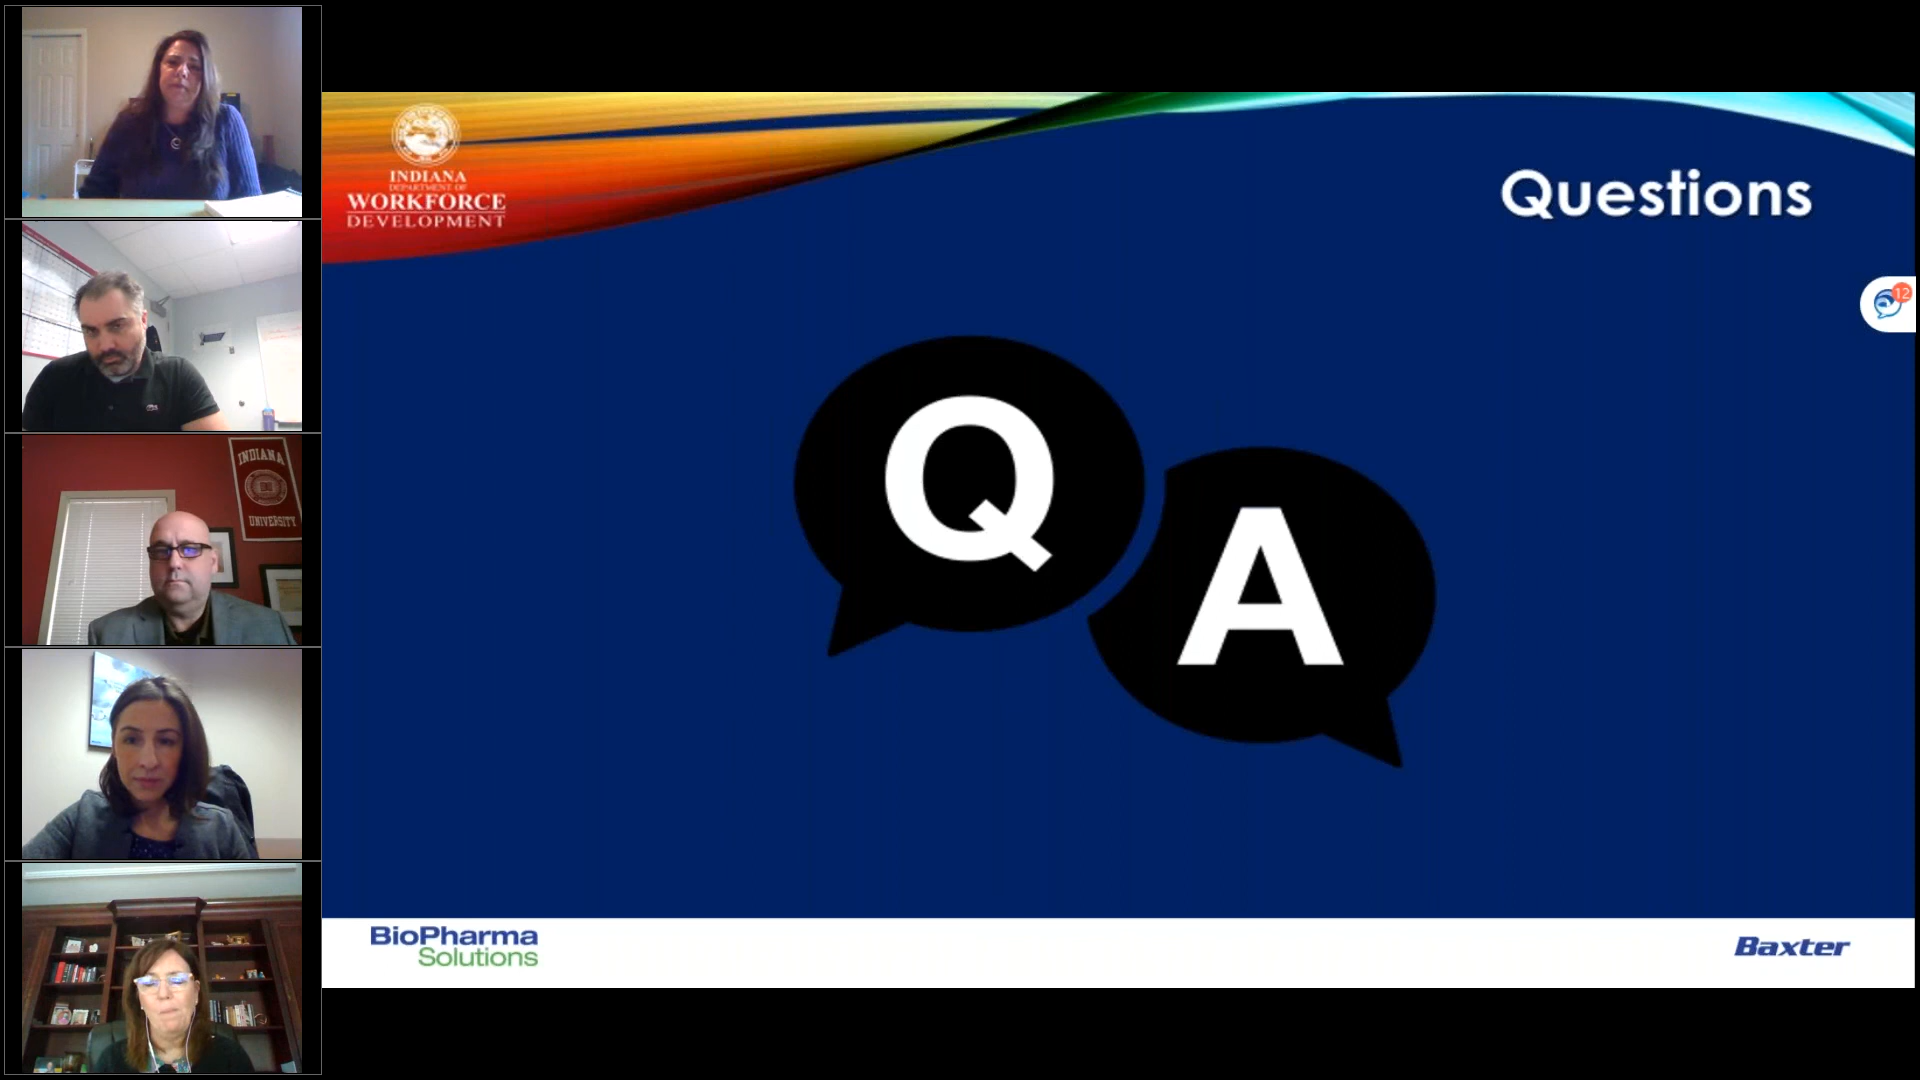 INDIANA
UNIVERSITY
INDIANA
DEPARTMENT OF
WORKFORCE
DEVELOPMENT
Questions
12
Q
A
BioPharma
Solutions
Baxter